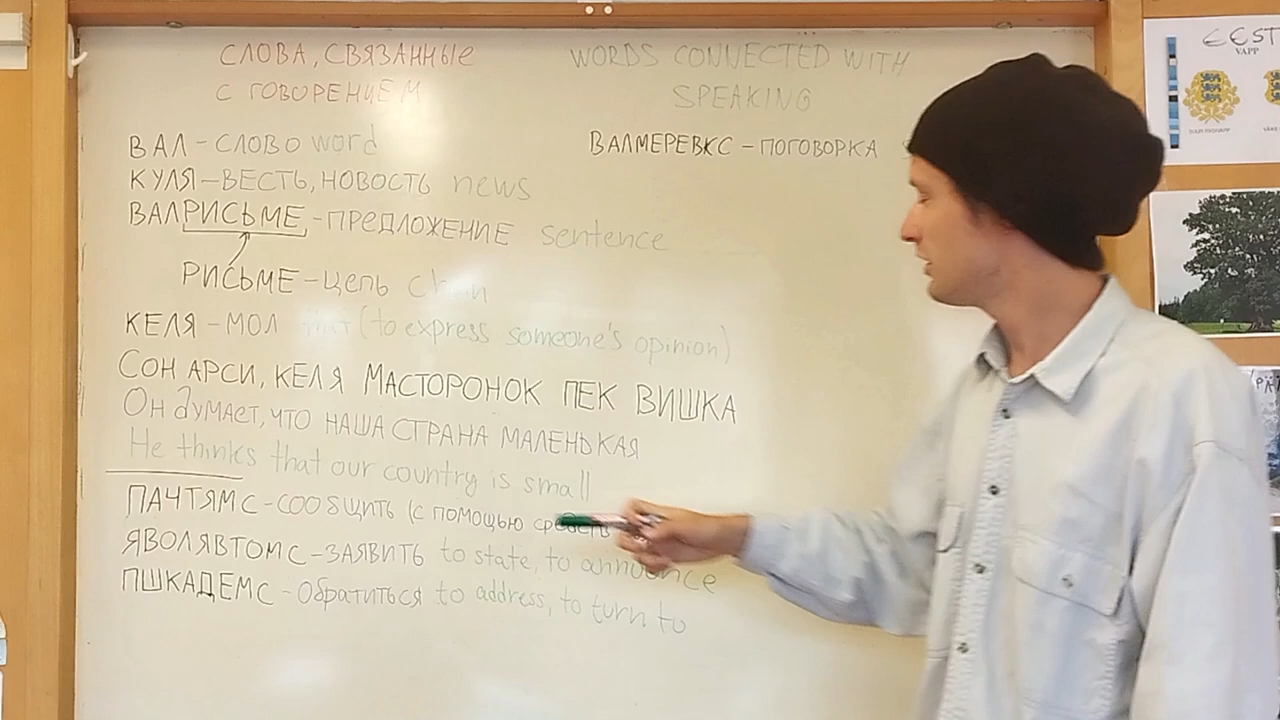 СЛОВА, СВЯЗАННЫЕ
С ГОВОРЕНИЕМ
WORDS CONNECTED WITH
SPEAKING
ВАЛ – СЛОВО word
КУЛЯ – ВЕСТЬ, НОВОСТЬ news
ВАЛРИСЬМЕ, – ПРЕДЛОЖЕНИЕ sentence
РИСЬМЕ – цепь
КЕЛЯ – МОЛ (to express someone's opinion)
СОН АРСИ, КЕЛЯ МАСТОРОНОК ПЕК ВИШКА
Он думает, что НАША СТРАНА МАЛЕНЬКАЯ
He thinks that our country is small
ПАЧТЯМС – СООБЩИТЬ (С ПОМОЩЬЮ
ЯВОЛЯВТОМС – ЗАЯВИТЬ to state, to announce
ПШКАДЕМС – Обратиться to address, to turn to
ВАЛМЕРЕВКС – ПОГОВОРКА
EEST
VAPP